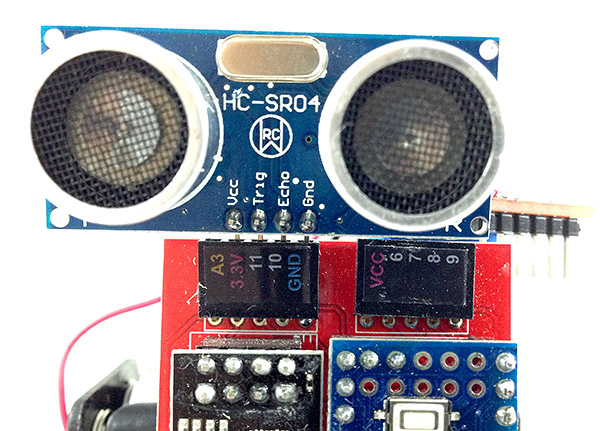 HC-SR04
RC
Vcc
Trig
Echo
Gnd
R
A3
3.3V
11
10
GND
VCC
6
7
8
9